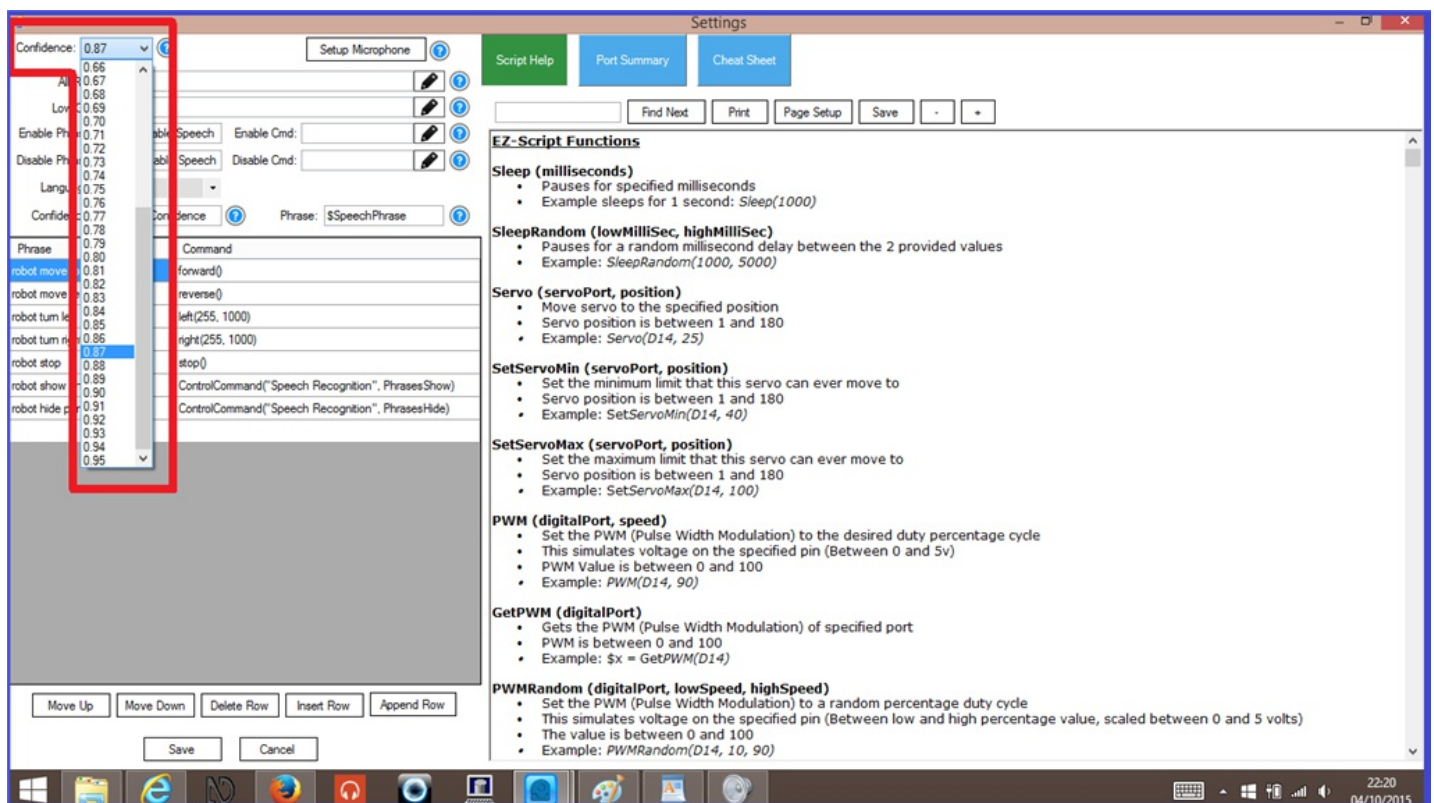 Settings
Confidence: 0.87
Setup Microphone
0.66
0.67
0.68
0.69
0.70
0.71
0.72
0.73
0.74
0.75
0.76
0.77
0.78
0.79
0.80
0.81
0.82
0.83
0.84
0.85
0.86
0.87
0.88
0.89
0.90
0.91
0.92
0.93
0.94
0.95
Enable Cmd:
Speech
Disable Cmd:
Speech
Phrase: $SpeechPhrase
Phrase Command
robot move forward()
robot move reverse()
robot turn left(255, 1000)
robot turn right(255, 1000)
robot stop stop()
robot show ControlCommand("Speech Recognition", PhrasesShow)
robot hide ControlCommand("Speech Recognition", PhrasesHide)
Move Up Move Down Delete Row Insert Row Append Row
Save Cancel
Script Help Port Summary Cheat Sheet
Find Next Print Page Setup Save - +
EZ-Script Functions
Sleep (milliseconds)
• Pauses for specified milliseconds
• Example sleeps for 1 second: Sleep(1000)
SleepRandom (lowMilliSec, highMilliSec)
• Pauses for a random millisecond delay between the 2 provided values
• Example: SleepRandom(1000, 5000)
Servo (servoPort, position)
• Move servo to the specified position
• Servo position is between 1 and 180
• Example: Servo(D14, 25)
SetServoMin (servoPort, position)
• Set the minimum limit that this servo can ever move to
• Servo position is between 1 and 180
• Example: SetServoMin(D14, 40)
SetServoMax (servoPort, position)
• Set the maximum limit that this servo can ever move to
• Servo position is between 1 and 180
• Example: SetServoMax(D14, 100)
PWM (digitalPort, speed)
• Set the PWM (Pulse Width Modulation) to the desired duty percentage cycle
• This simulates voltage on the specified pin (Between 0 and 5v)
• PWM Value is between 0 and 100
• Example: PWM(D14, 90)
GetPWM (digitalPort)
• Gets the PWM (Pulse Width Modulation) of specified port
• PWM is between 0 and 100
• Example: $x = GetPWM(D14)
PWMRandom (digitalPort, lowSpeed, highSpeed)
• Set the PWM (Pulse Width Modulation) to a random percentage duty cycle
• This simulates voltage on the specified pin (Between low and high percentage value, scaled between 0 and 5 volts)
• The value is between 0 and 100
• Example: PWMRandom(D14, 10, 90)
22:20
04/10/2015